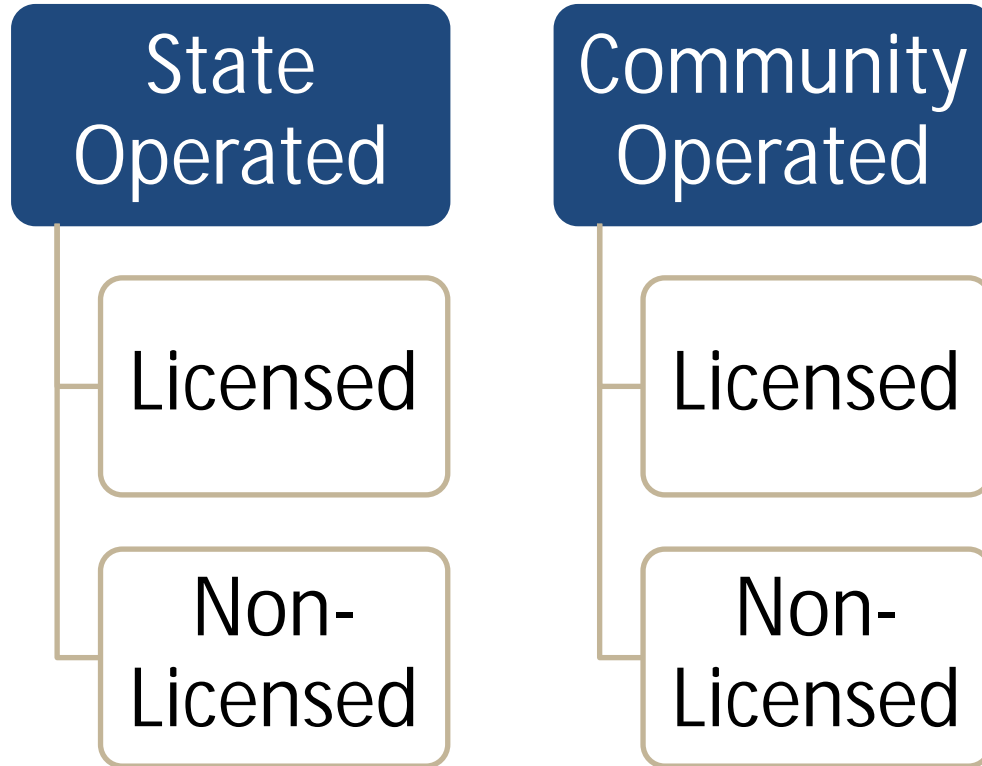 State
Operated
Licensed
Non-
Licensed
Community
Operated
Licensed
Non-
Licensed